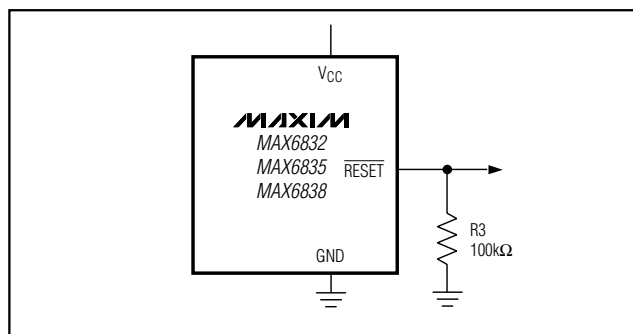 VCC
MAXIM
MAX6832
MAX6835 RESET
MAX6838
R3
100kΩ
GND